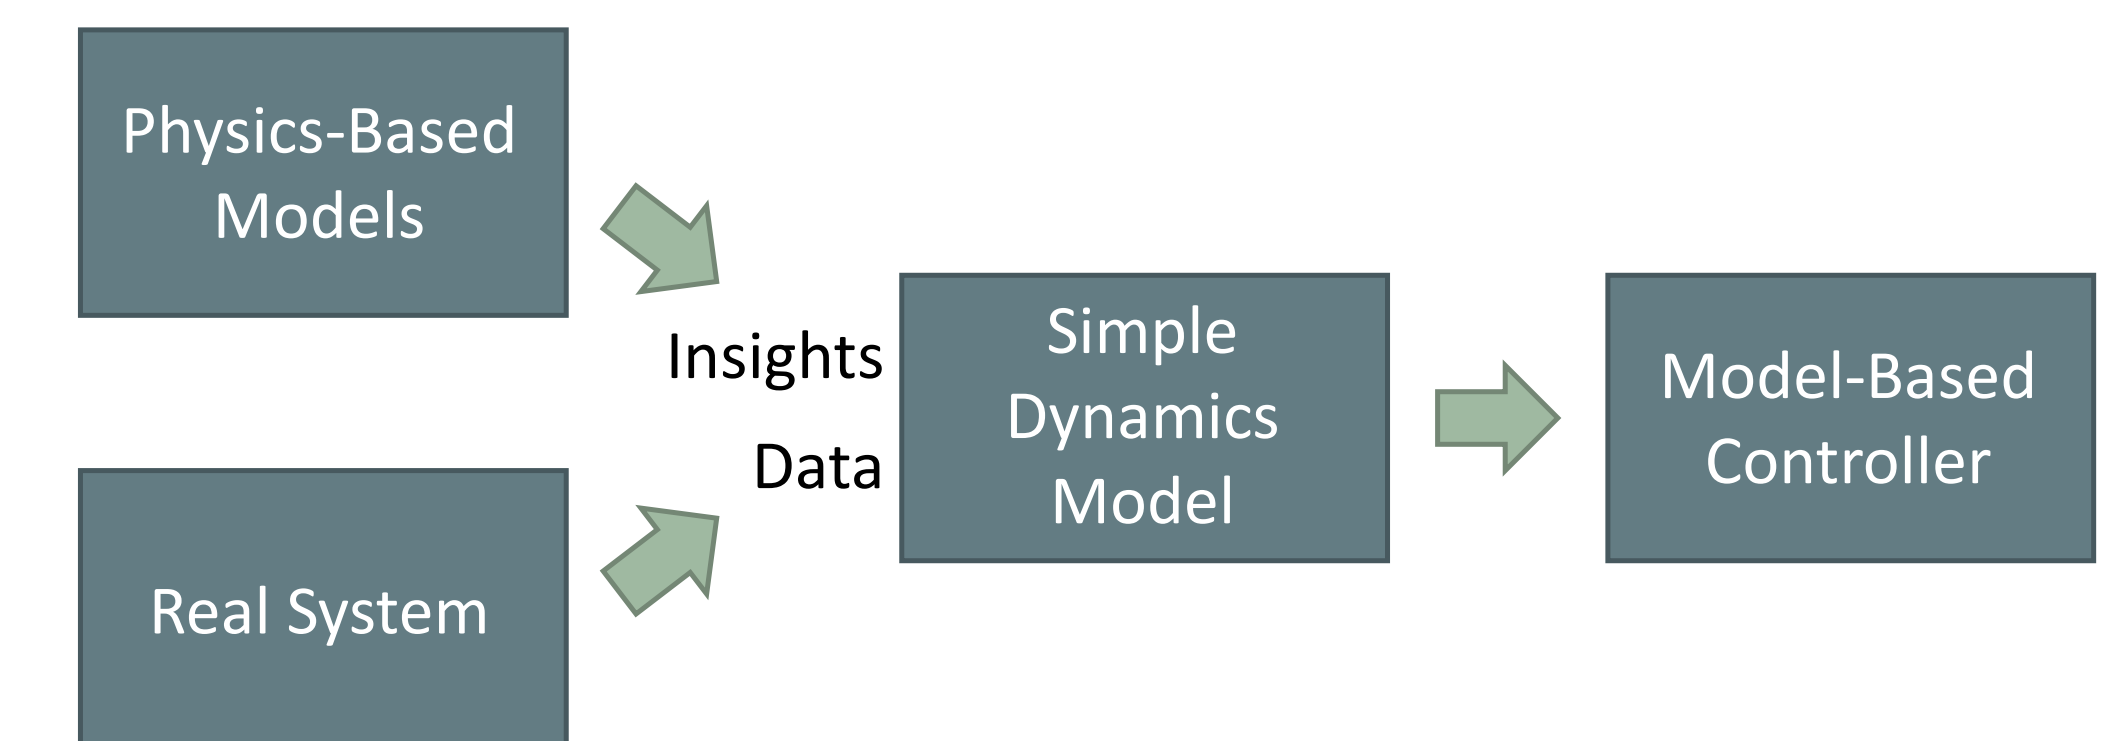 Physics-Based
Models
Real System
Insights
Data
Simple
Dynamics
Model
Model-Based
Controller